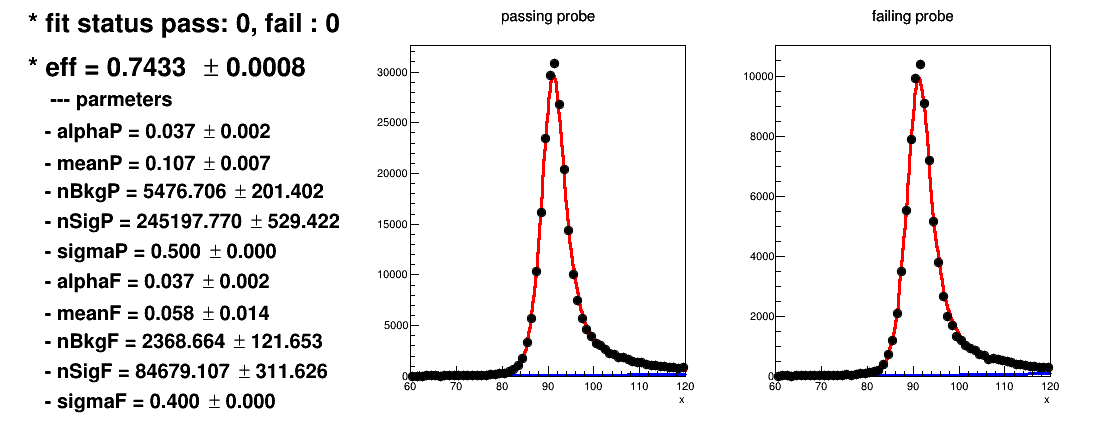 * fit status pass: 0, fail : 0
* eff = 0.7433 ± 0.0008
--- parmeters
- alphaP = 0.037 ± 0.002
- meanP = 0.107 ± 0.007
- nBkgP = 5476.706 ± 201.402
- nSigP = 245197.770 ± 529.422
- sigmaP = 0.500 ± 0.000
- alphaF = 0.037 ± 0.002
- meanF = 0.058 ± 0.014
- nBkgF = 2368.664 ± 121.653
- nSigF = 84679.107 ± 311.626
- sigmaF = 0.400 ± 0.000
passing probe
30000
25000
20000
15000
10000
5000
0
60 70 80 90 100 110 120
x
failing probe
10000
8000
6000
4000
2000
0
60 70 80 90 100 110 120
x